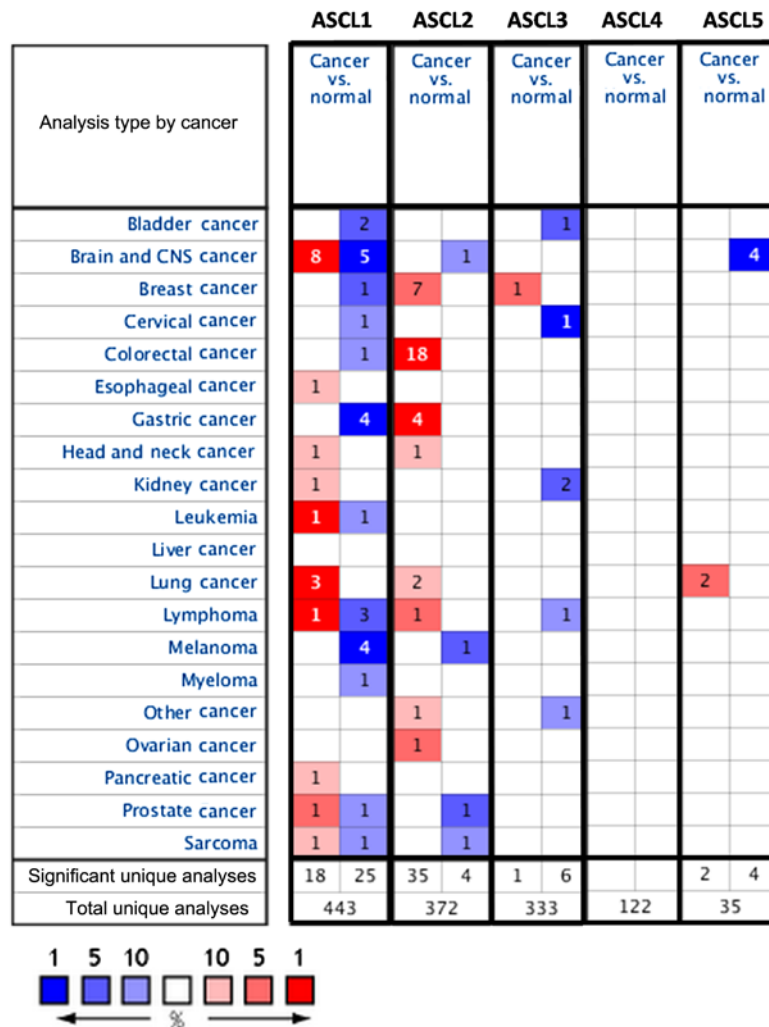 ASCL1 ASCL2 ASCL3 ASCL4 ASCL5
Analysis type by cancer
Cancer vs. normal Cancer vs. normal Cancer vs. normal Cancer vs. normal Cancer vs. normal
Bladder cancer 2 1
Brain and CNS cancer 8 5 1 4
Breast cancer 1 7 1
Cervical cancer 1 1
Colorectal cancer 1 18
Esophageal cancer 1
Gastric cancer 4 4
Head and neck cancer 1 1
Kidney cancer 1 2
Leukemia 1 1
Liver cancer
Lung cancer 3 2 2
Lymphoma 1 3 1 1
Melanoma 4 1
Myeloma 1
Other cancer 1 1
Ovarian cancer 1
Pancreatic cancer 1
Prostate cancer 1 1 1
Sarcoma 1 1 1
Significant unique analyses 18 25 35 4 1 6 2 4
Total unique analyses 443 372 333 122 35
1 5 10 10 5 1
%